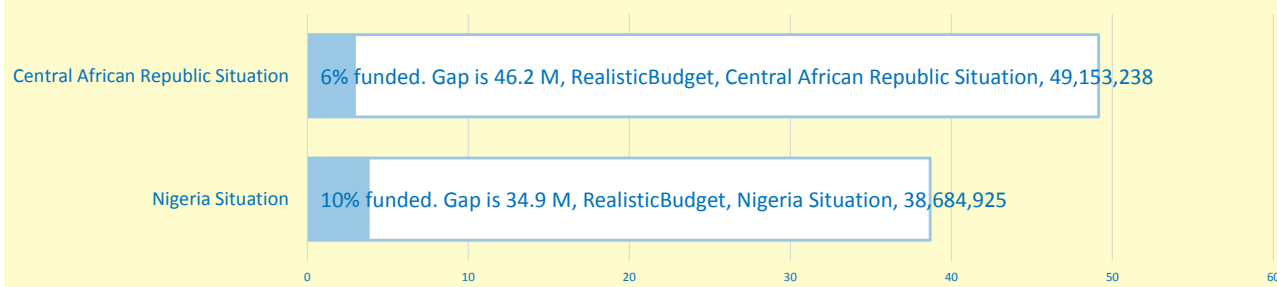 Central African Republic Situation
6% funded. Gap is 46.2 M, RealisticBudget, Central African Republic Situation, 49,153,238
Nigeria Situation
10% funded. Gap is 34.9 M, RealisticBudget, Nigeria Situation, 38,684,925
0 10 20 30 40 50 60